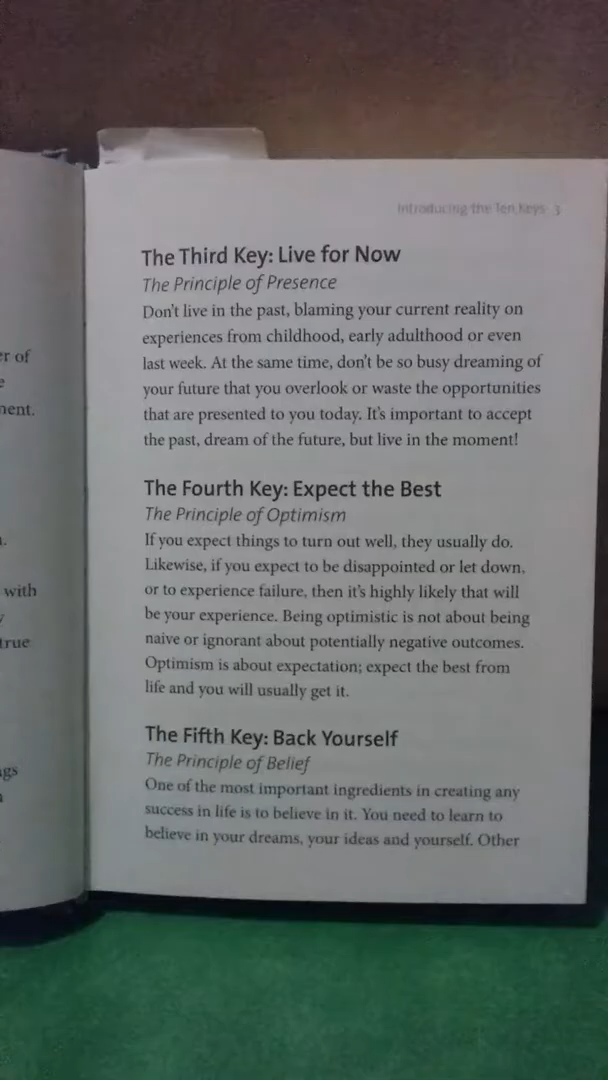 er of
e
nent.
with
true
Introducing the Ten Keys 3
The Third Key: Live for Now
The Principle of Presence
Don't live in the past, blaming your current reality on
experiences from childhood, early adulthood or even
last week. At the same time, don't be so busy dreaming of
your future that you overlook or waste the opportunities
that are presented to you today. It's important to accept
the past, dream of the future, but live in the moment!
The Fourth Key: Expect the Best
The Principle of Optimism
If you expect things to turn out well, they usually do.
Likewise, if you expect to be disappointed or let down,
or to experience failure, then it's highly likely that will
be your experience. Being optimistic is not about being
naive or ignorant about potentially negative outcomes.
Optimism is about expectation; expect the best from
life and you will usually get it.
The Fifth Key: Back Yourself
The Principle of Belief
One of the most important ingredients in creating any
success in life is to believe in it. You need to learn to
believe in your dreams, your ideas and yourself. Other